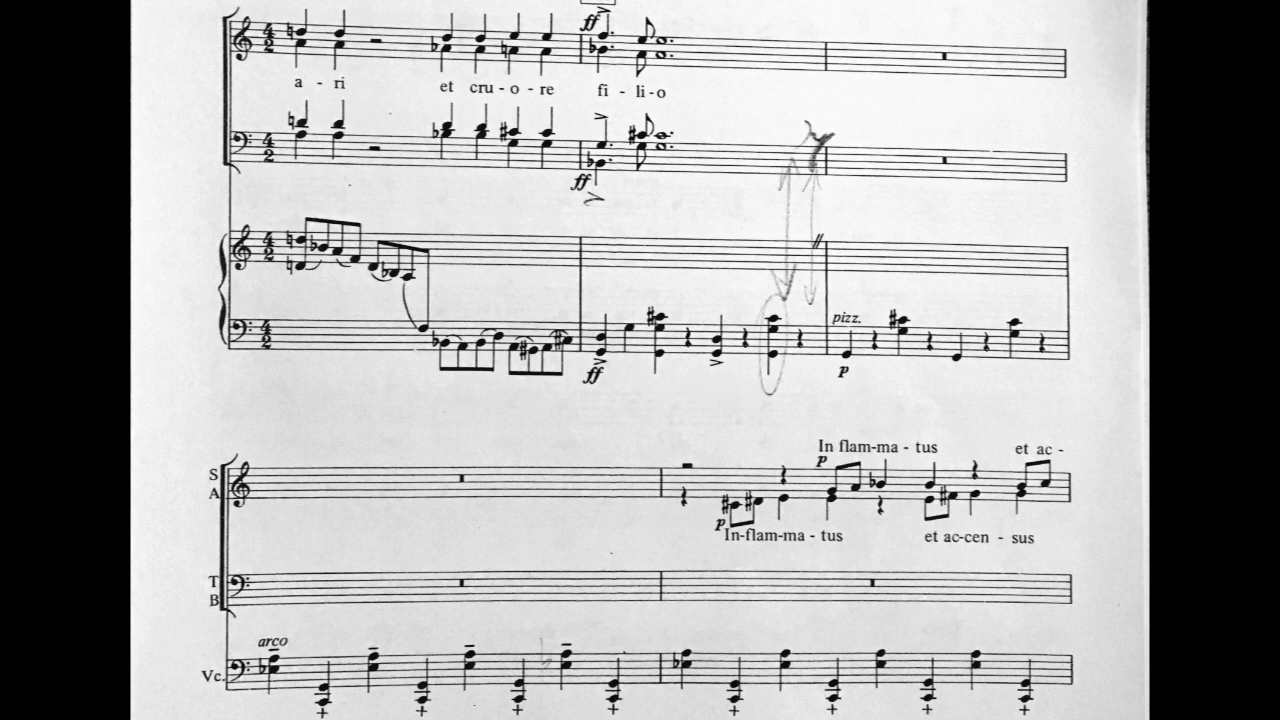 ff
a - ri et cru - o - re fi - li - o
ff
pizz.
ff p
In flam-ma - tus et ac -
S
A p
p
In-flam-ma - tus et ac-cen - sus
T
B
arco
Vc.